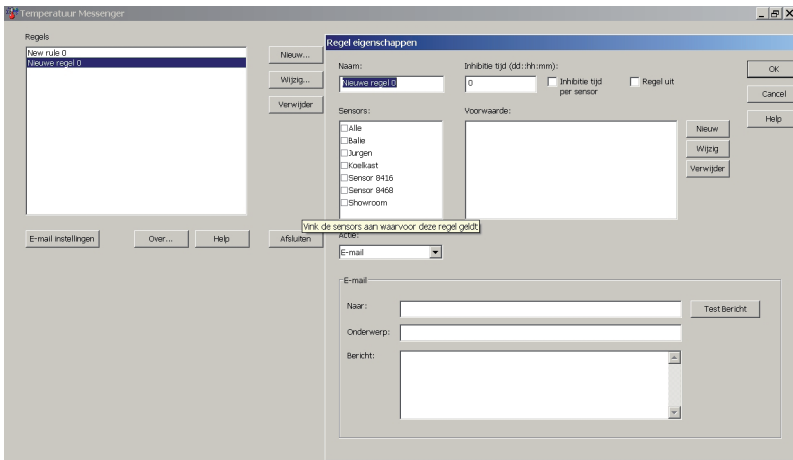 Temperatuur Messenger
Regels
New rule 0
Nieuwe regel 0
Nieuw...
Wijzig...
Verwijder
E-mail instellingen
Over...
Help
Afsluiten
Regel eigenschappen
Naam:
Nieuwe regel 0
Inhibitie tijd (dd::hh:mm):
0
Inhibitie tijd
per sensor
Regel uit
OK
Cancel
Help
Sensors:
Alle
Balie
Jurgen
Koelkast
Sensor 8416
Sensor 8468
Showroom
Voorwaarde:
Nieuw
Wijzig
Verwijder
Vink de sensors aan waarvoor deze regel geldt
Actie:
E-mail
E-mail
Naar:
Test Bericht
Onderwerp:
Bericht: